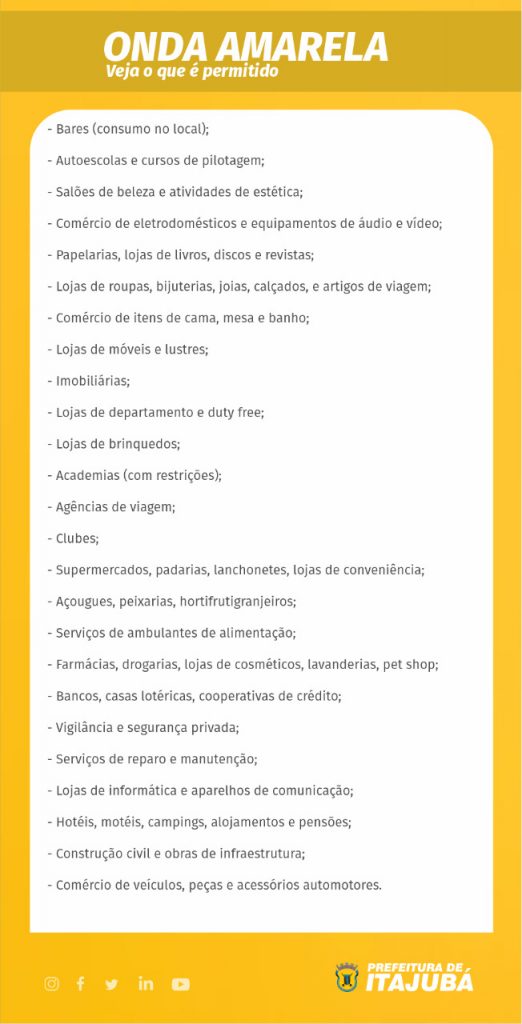 ONDA AMARELA
Veja o que é permitido
- Bares (consumo no local);
- Autoescolas e cursos de pilotagem;
- Salões de beleza e atividades de estética;
- Comércio de eletrodomésticos e equipamentos de áudio e vídeo;
- Papelarias, lojas de livros, discos e revistas;
- Lojas de roupas, bijuterias, joias, calçados, e artigos de viagem;
- Comércio de itens de cama, mesa e banho;
- Lojas de móveis e lustres;
- Imobiliárias;
- Lojas de departamento e duty free;
- Lojas de brinquedos;
- Academias (com restrições);
- Agências de viagem;
- Clubes;
- Supermercados, padarias, lanchonetes, lojas de conveniência;
- Açougues, peixarias, hortifrutigranjeiros;
- Serviços de ambulantes de alimentação;
- Farmácias, drogarias, lojas de cosméticos, lavanderias, pet shop;
- Bancos, casas lotéricas, cooperativas de crédito;
- Vigilância e segurança privada;
- Serviços de reparo e manutenção;
- Lojas de informática e aparelhos de comunicação;
- Hotéis, motéis, campings, alojamentos e pensões;
- Construção civil e obras de infraestrutura;
- Comércio de veículos, peças e acessórios automotores.
PREFEITURA DE
ITAJUBÁ